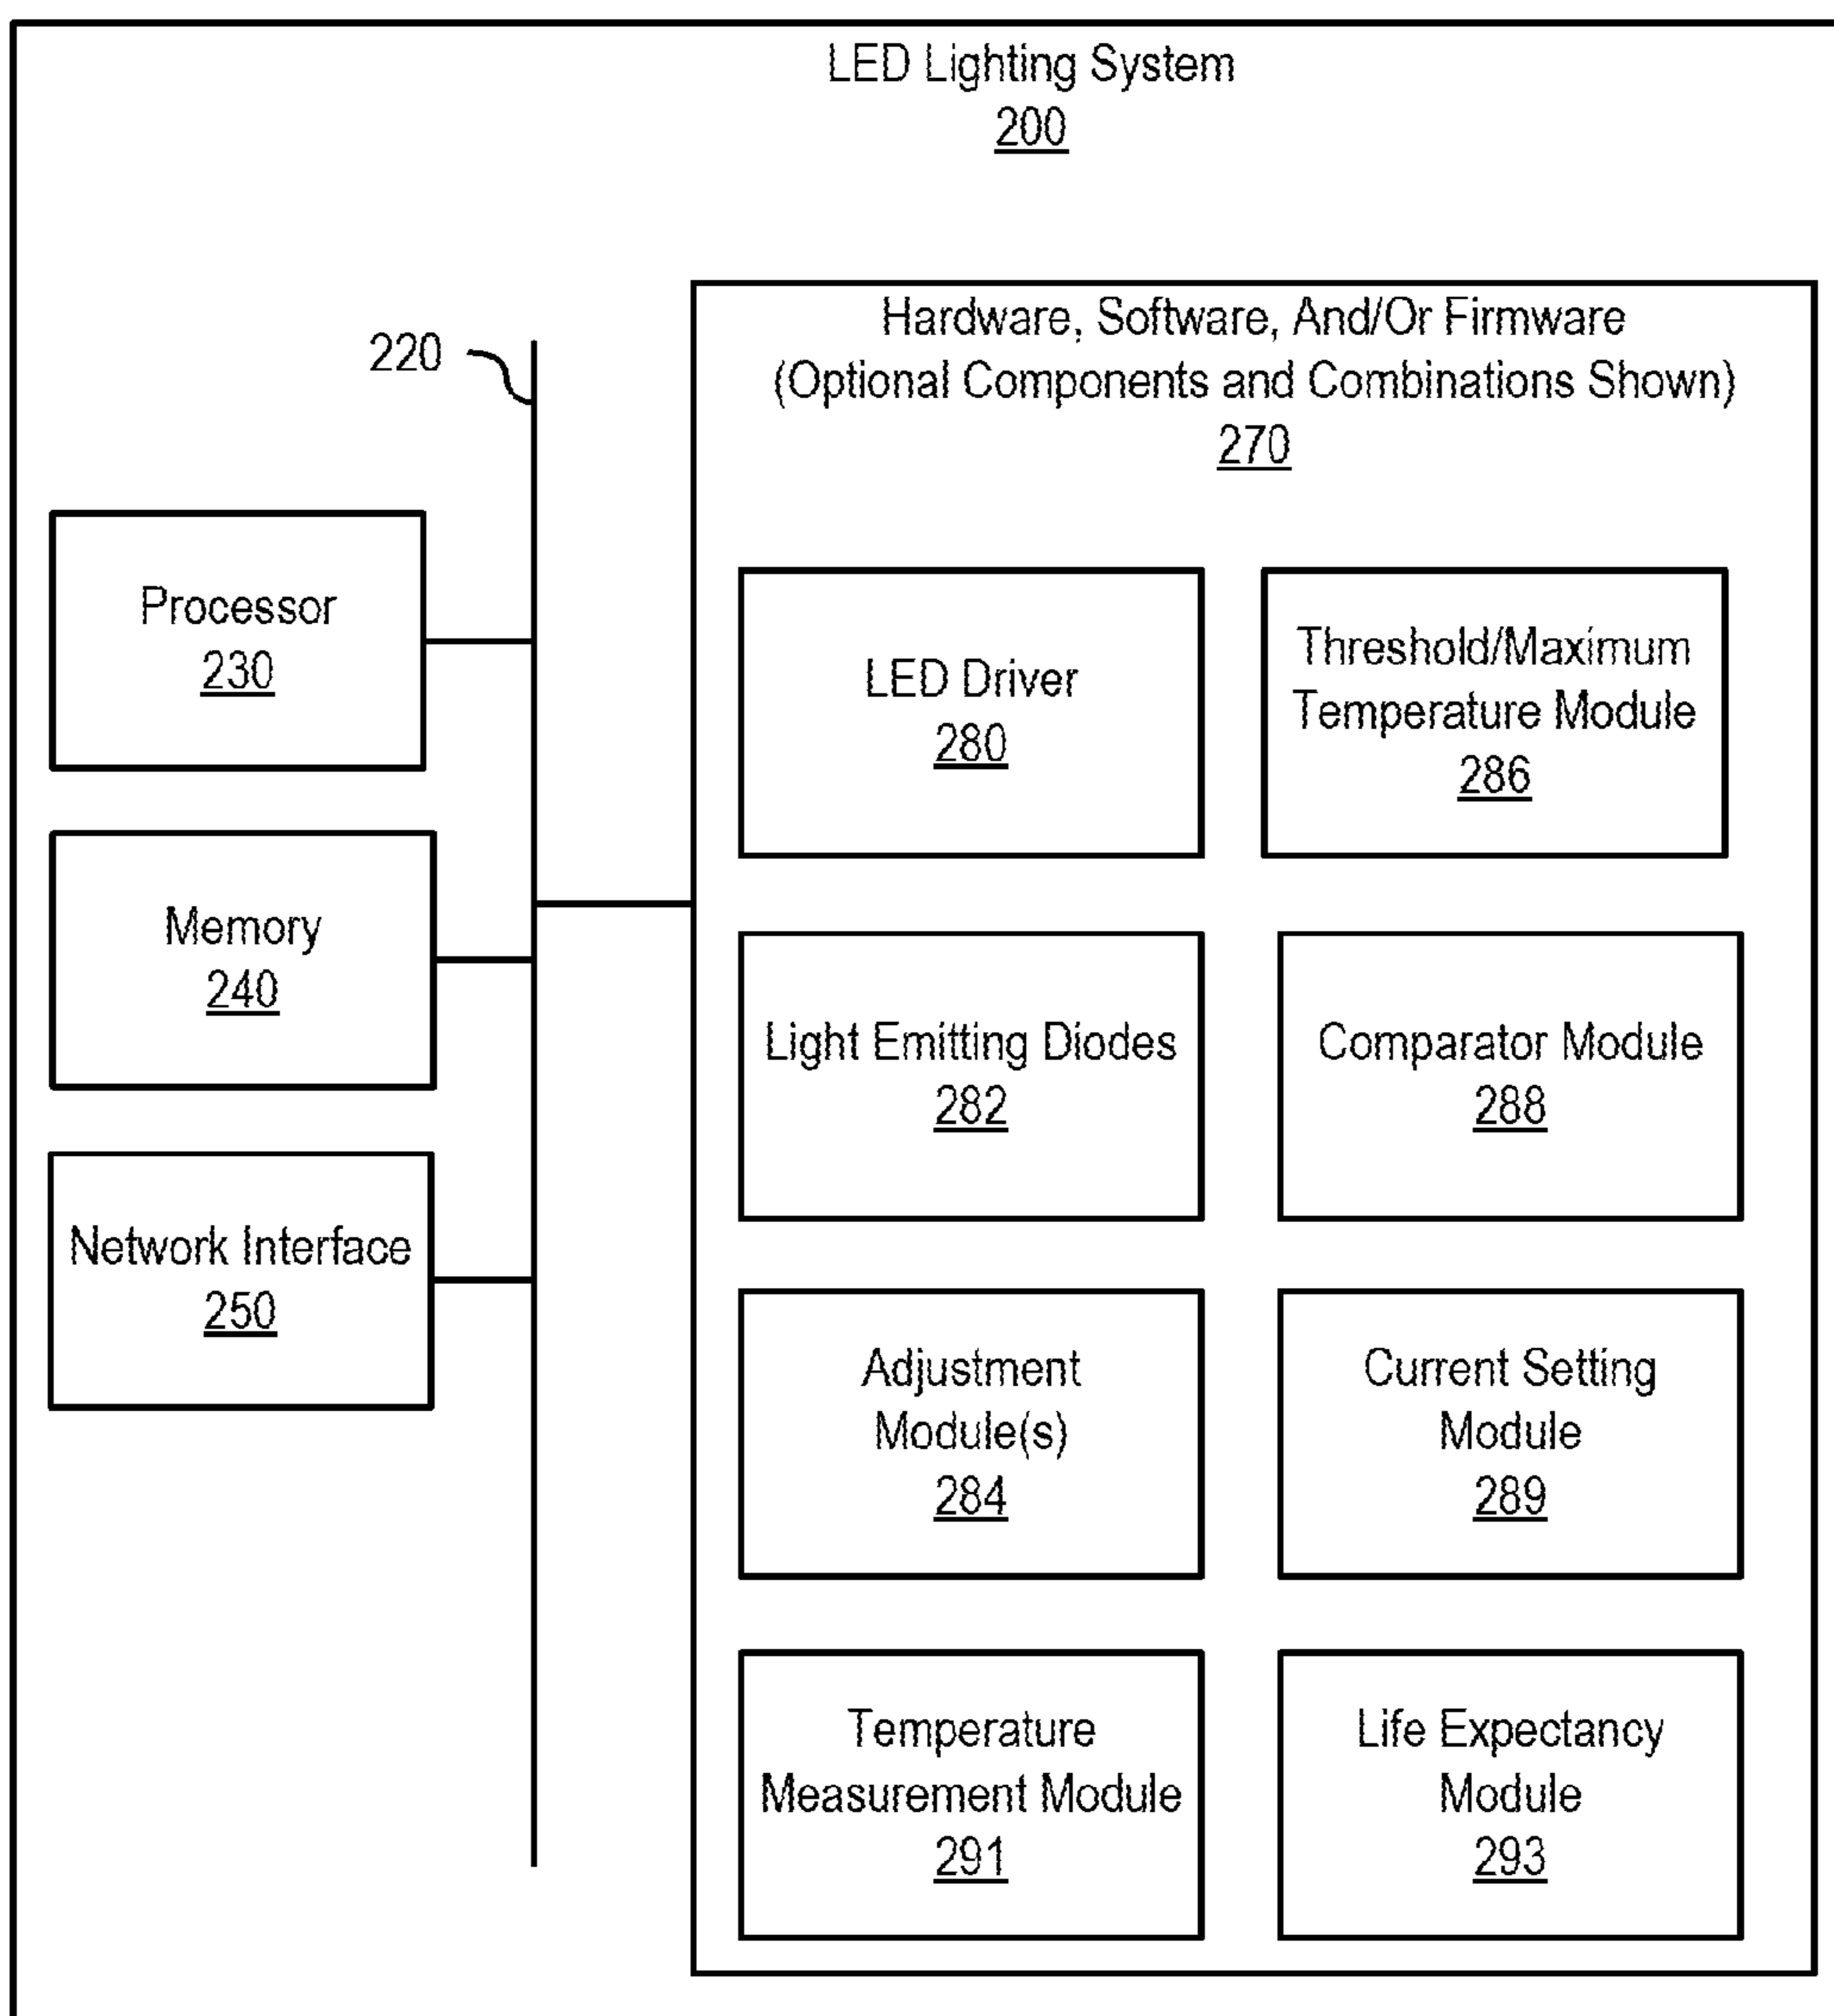 LED Lighting System
200
220
Hardware, Software, And/Or Firmware
(Optional Components and Combinations Shown)
270
Processor
230
Memory
240
Network Interface
250
LED Driver
280
Threshold/Maximum
Temperature Module
286
Light Emitting Diodes
282
Comparator Module
288
Adjustment
Module(s)
284
Current Setting
Module
289
Temperature
Measurement Module
291
Life Expectancy
Module
293